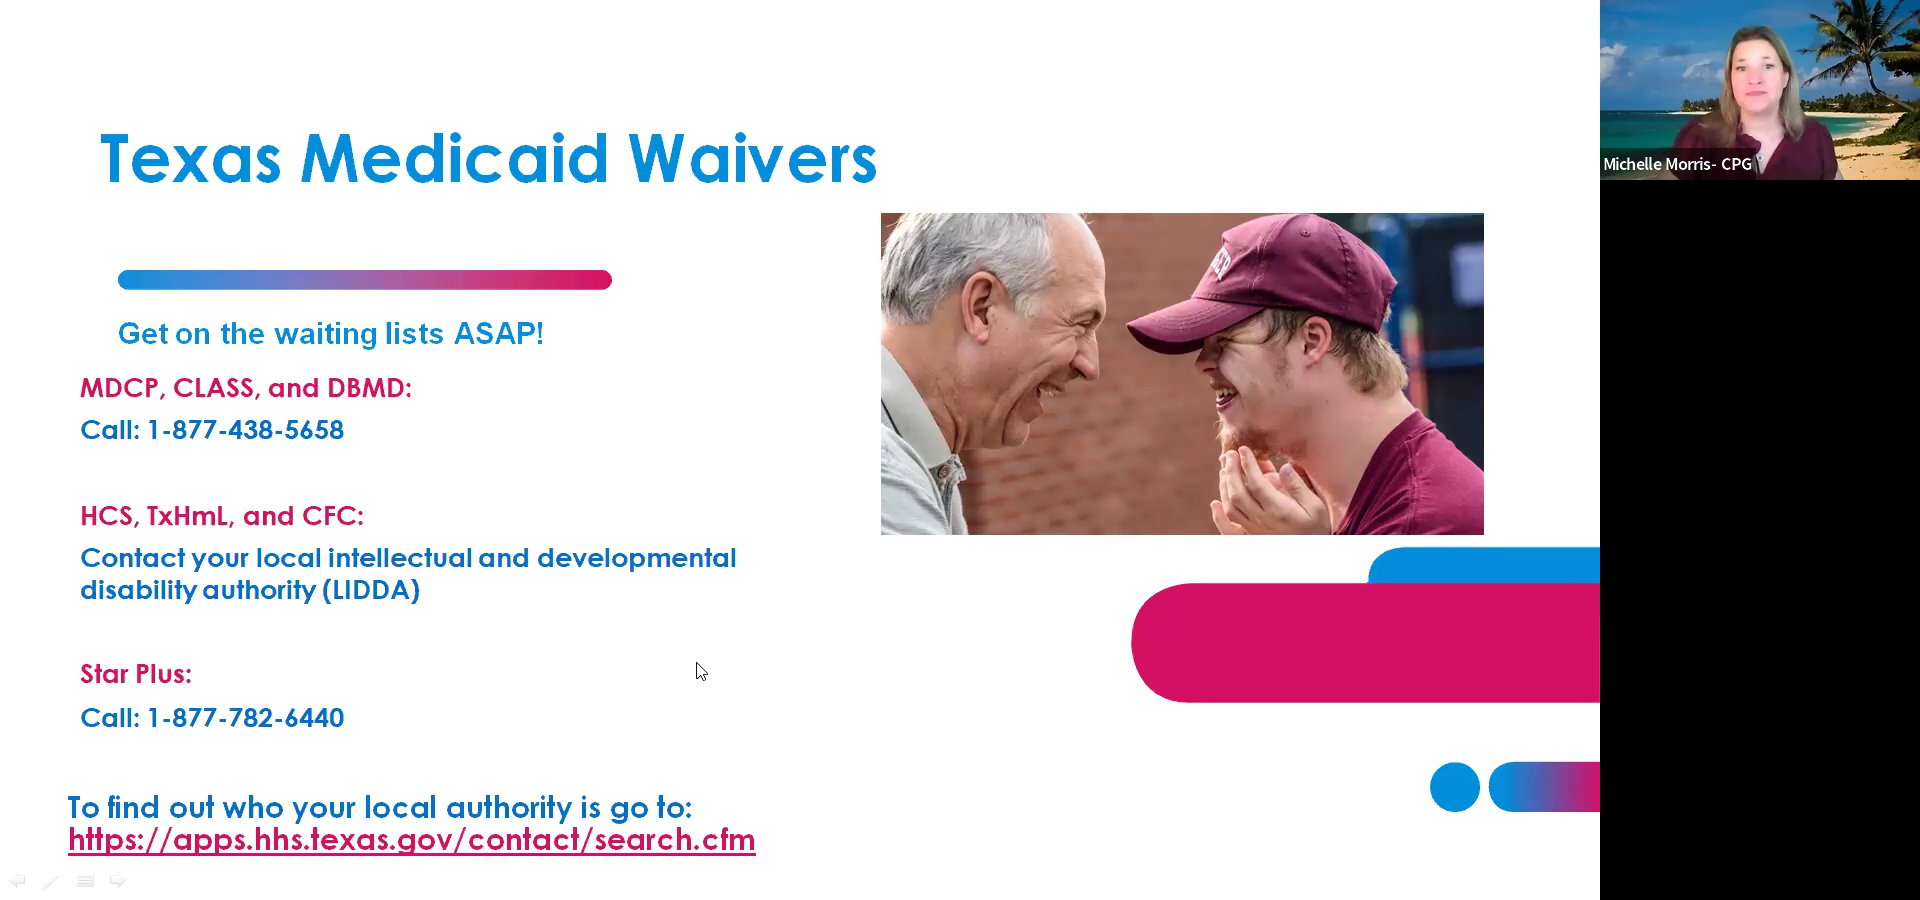 Texas Medicaid Waivers
Get on the waiting lists ASAP!
MDCP, CLASS, and DBMD:
Call: 1-877-438-5658
HCS, TxHmL, and CFC:
Contact your local intellectual and developmental
disability authority (LIDDA)
Star Plus:
Call: 1-877-782-6440
To find out who your local authority is go to:
https://apps.hhs.texas.gov/contact/search.cfm
Michelle Morris- CPG